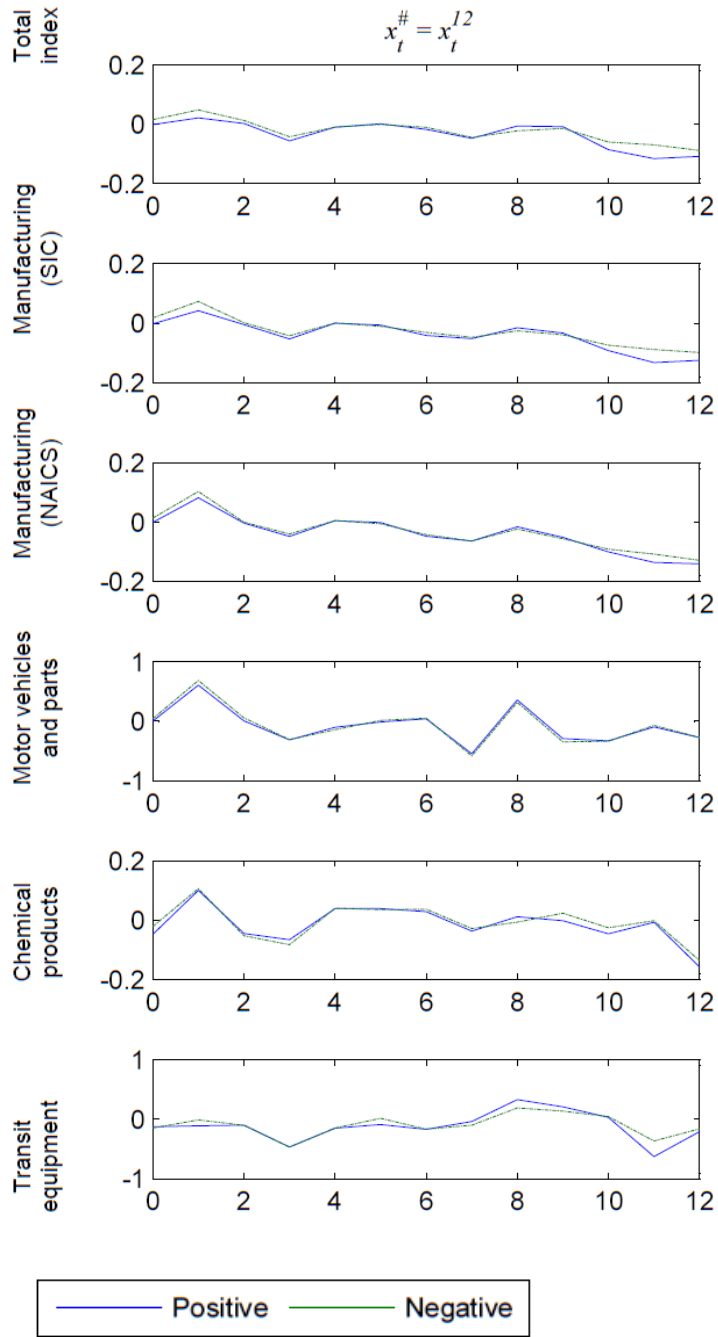 x_t^# = x_t^12
Total
index
0.2
0
-0.2
0 2 4 6 8 10 12
Manufacturing
(SIC)
0.2
0
-0.2
0 2 4 6 8 10 12
Manufacturing
(NAICS)
0.2
0
-0.2
0 2 4 6 8 10 12
Motor vehicles
and parts
1
0
-1
0 2 4 6 8 10 12
Chemical
products
0.2
0
-0.2
0 2 4 6 8 10 12
Transit
equipment
1
0
-1
0 2 4 6 8 10 12
Positive Negative